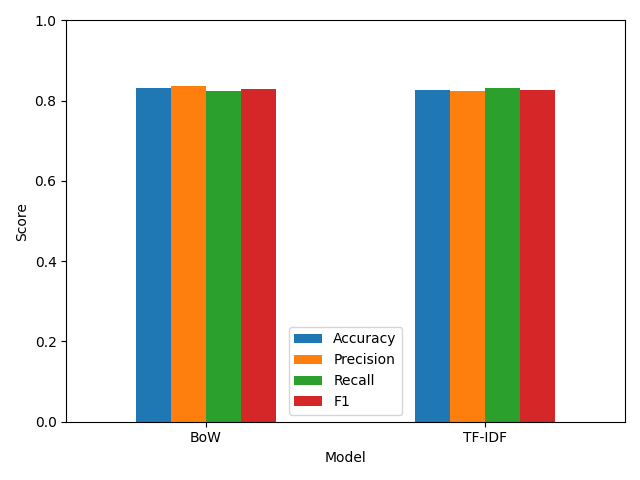 1.0
0.8
0.6
0.4
0.2
0.0
Score
Accuracy
Precision
Recall
F1
BoW
TF-IDF
Model